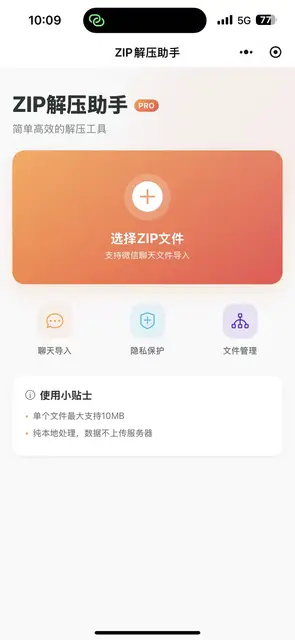 10:09
5G
77
ZIP解压助手
ZIP解压助手 PRO
简单高效的解压工具
选择ZIP文件
支持微信聊天文件导入
聊天导入 隐私保护 文件管理
使用小贴士
• 单个文件最大支持10MB
• 纯本地处理，数据不上传服务器